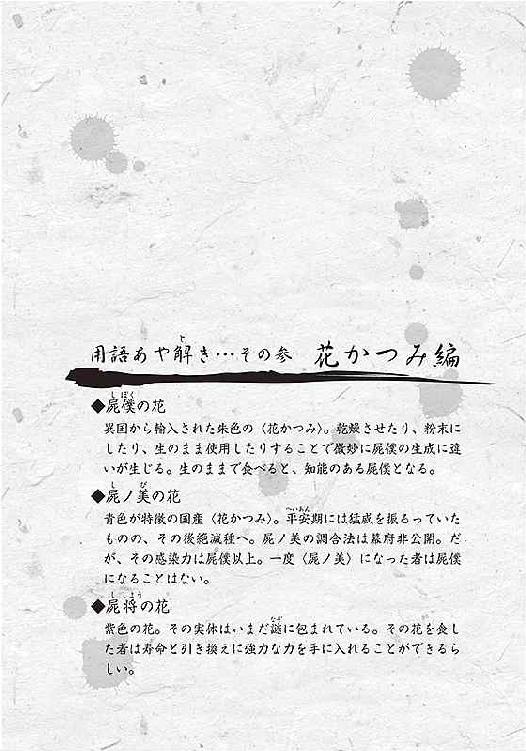 用語あや解き…その参　花かつみ編
◆屍僕の花
異国から輸入された朱色の〈花かつみ〉。乾燥させたり、粉末に
したり、生のまま使用したりすることで微妙に屍僕の生成に違
いが生じる。生のままで食べると、知能のある屍僕となる。
◆屍ノ美の花
青色が特徴の国産〈花かつみ〉。平安期には猛威を振るっていた
ものの、その後絶滅種へ。屍ノ美の調合法は幕府非公開。だ
が、その感染力は屍僕以上。一度〈屍ノ美〉になった者は屍僕
になることはない。
◆屍将の花
紫色の花。その実体はいまだ謎に包まれている。その花を食し
た者は寿命と引き換えに強力な力を手に入れることができるら
しい。